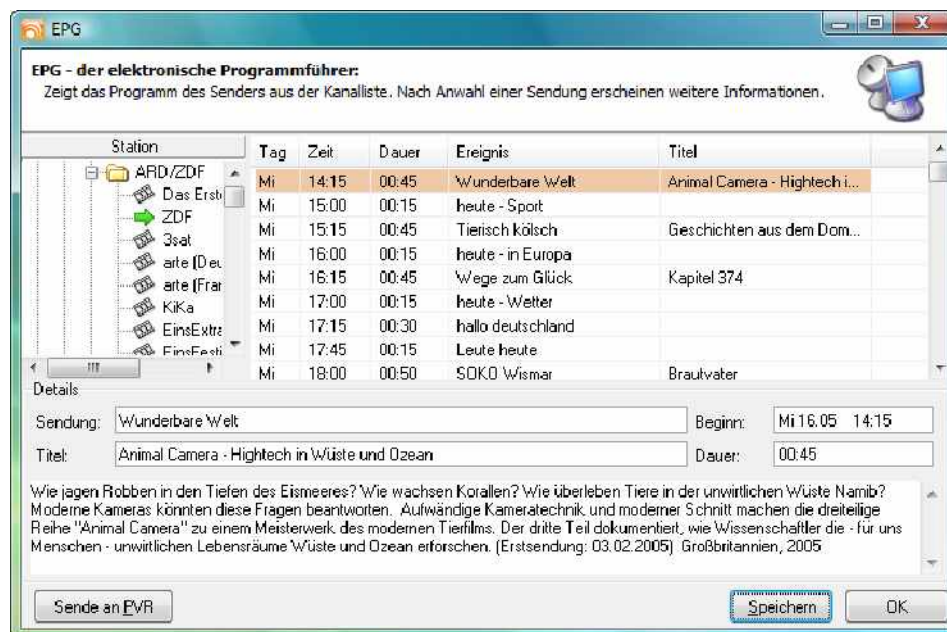 EPG
EPG - der elektronische Programmführer:
Zeigt das Programm des Senders aus der Kanalliste. Nach Anwahl einer Sendung erscheinen weitere Informationen.
Station
ARD/ZDF
Das Erst
ZDF
3sat
arte (Deu
arte (Fran
KiKa
EinsExtra
EinsFesti
Tag Zeit Dauer Ereignis Titel
Mi 14:15 00:45 Wunderbare Welt Animal Camera - Hightech i...
Mi 15:00 00:15 heute - Sport
Mi 15:15 00:45 Tierisch kölsch Geschichten aus dem Dom...
Mi 16:00 00:15 heute - in Europa
Mi 16:15 00:45 Wege zum Glück Kapitel 374
Mi 17:00 00:15 heute - Wetter
Mi 17:15 00:30 hallo deutschland
Mi 17:45 00:15 Leute heute
Mi 18:00 00:50 SOKO Wismar Brautvater
Details
Sendung: Wunderbare Welt Beginn: Mi 16.05 14:15
Titel: Animal Camera - Hightech in Wüste und Ozean Dauer: 00:45
Wie jagen Robben in den Tiefen des Eismeeres? Wie wachsen Korallen? Wie überleben Tiere in der unwirtlichen Wüste Namib?
Moderne Kameras könnten diese Fragen beantworten. Aufwändige Kameratechnik und moderner Schnitt machen die dreiteilige
Reihe "Animal Camera" zu einem Meisterwerk des modernen Tierfilms. Der dritte Teil dokumentiert, wie Wissenschaftler die - für uns
Menschen - unwirtlichen Lebensräume Wüste und Ozean erforschen. (Erstsendung: 03.02.2005) Großbritannien, 2005
Sende an PVR Speichern OK